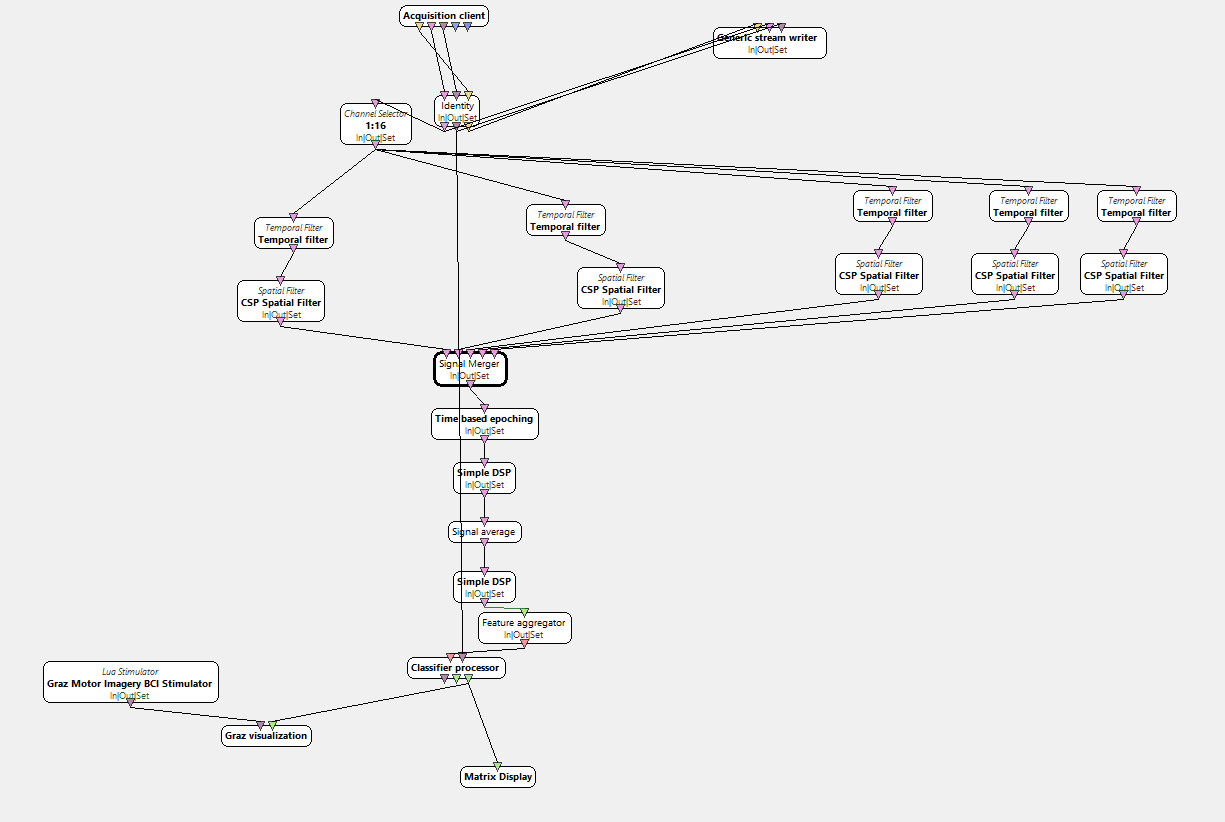 Acquisition client
Generic stream writer
In|Out|Set
Identity
In|Out|Set
Channel Selector
1:16
In|Out|Set
Temporal Filter
Temporal filter
Temporal Filter
Temporal filter
Temporal Filter
Temporal filter
Temporal Filter
Temporal filter
Temporal Filter
Temporal filter
Spatial Filter
CSP Spatial Filter
In|Out|Set
Spatial Filter
CSP Spatial Filter
In|Out|Set
Spatial Filter
CSP Spatial Filter
In|Out|Set
Spatial Filter
CSP Spatial Filter
In|Out|Set
Spatial Filter
CSP Spatial Filter
In|Out|Set
Signal Merger
In|Out|Set
Time based epoching
In|Out|Set
Simple DSP
In|Out|Set
Signal average
Simple DSP
In|Out|Set
Feature aggregator
In|Out|Set
Classifier processor
Lua Stimulator
Graz Motor Imagery BCI Stimulator
In|Out|Set
Graz visualization
Matrix Display